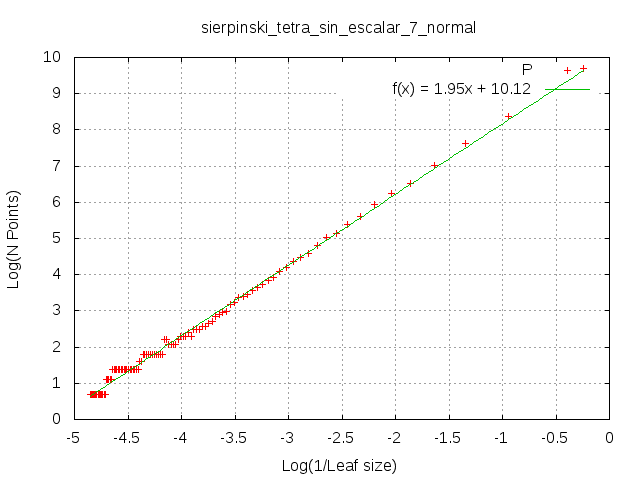 sierpinski_tetra_sin_escalar_7_normal
10
P
f(x) = 1.95x + 10.12
9
8
7
6
5
4
3
2
1
0
Log(N Points)
-5 -4.5 -4 -3.5 -3 -2.5 -2 -1.5 -1 -0.5 0
Log(1/Leaf size)